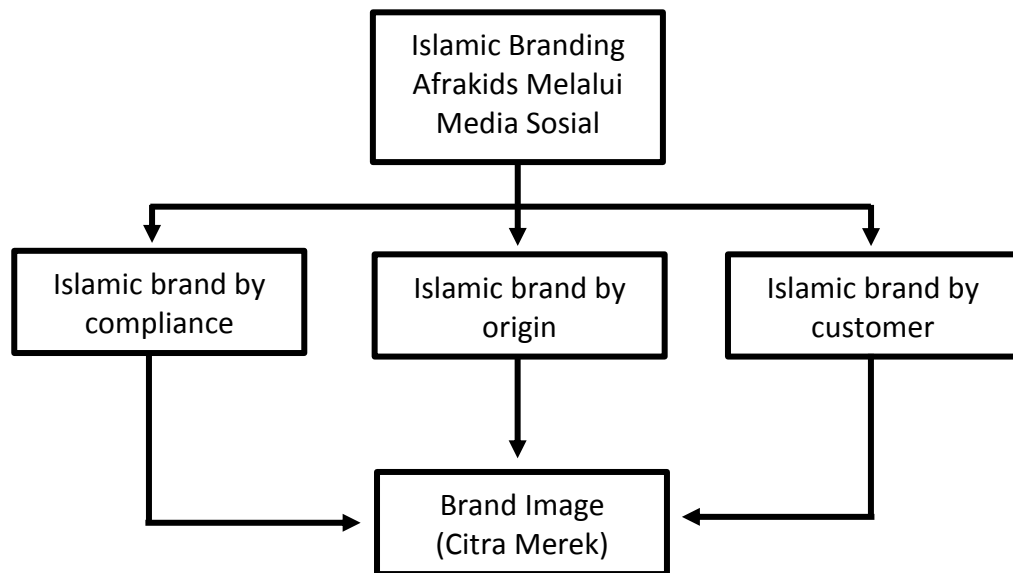 Islamic Branding
Afrakids Melalui
Media Sosial
Islamic brand by
compliance
Islamic brand by
origin
Islamic brand by
customer
Brand Image
(Citra Merek)